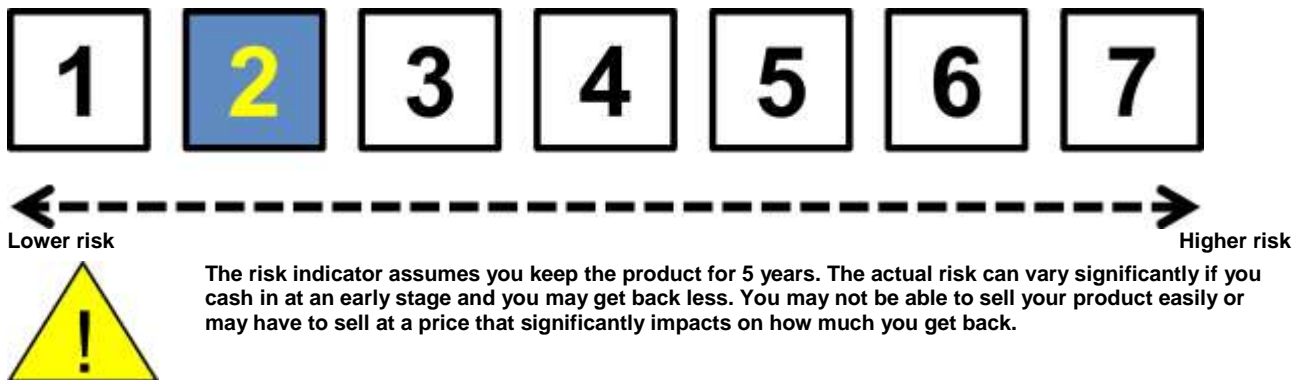 1 2 3 4 5 6 7
Lower risk Higher risk
The risk indicator assumes you keep the product for 5 years. The actual risk can vary significantly if you
cash in at an early stage and you may get back less. You may not be able to sell your product easily or
may have to sell at a price that significantly impacts on how much you get back.
!